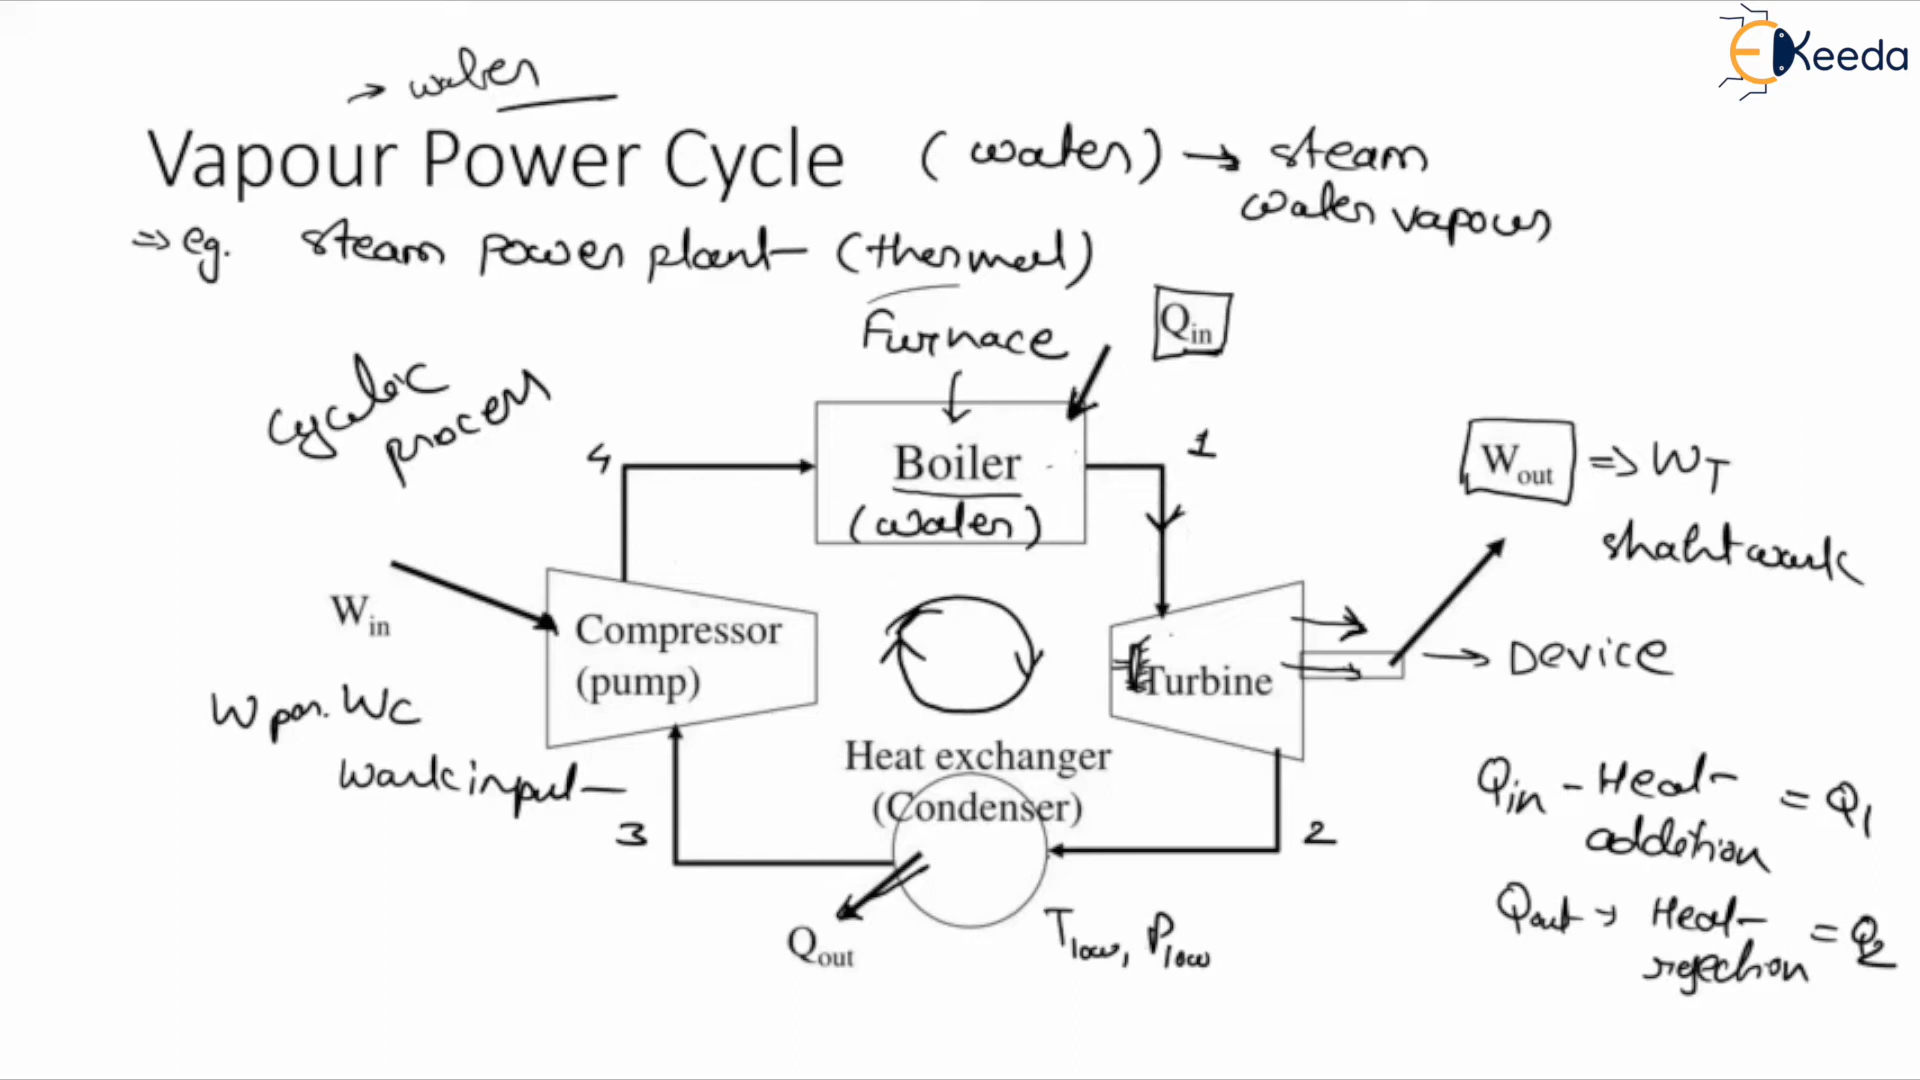 EKeeda
→ water
Vapour Power Cycle (water) → steam
water vapour
⇒ eg. steam power plant (thermal)
Furnace
Qin
cyclic
process
4
Boiler
(water)
1
Wout ⇒ WT
shaft work
Win
Compressor
(pump)
Turbine
→ Device
W por. Wc
work input
Heat exchanger
(Condenser)
3
2
Qin - Heat
addition = Q1
Qout → Heat
rejection = Q2
Qout
Tlow, Plow